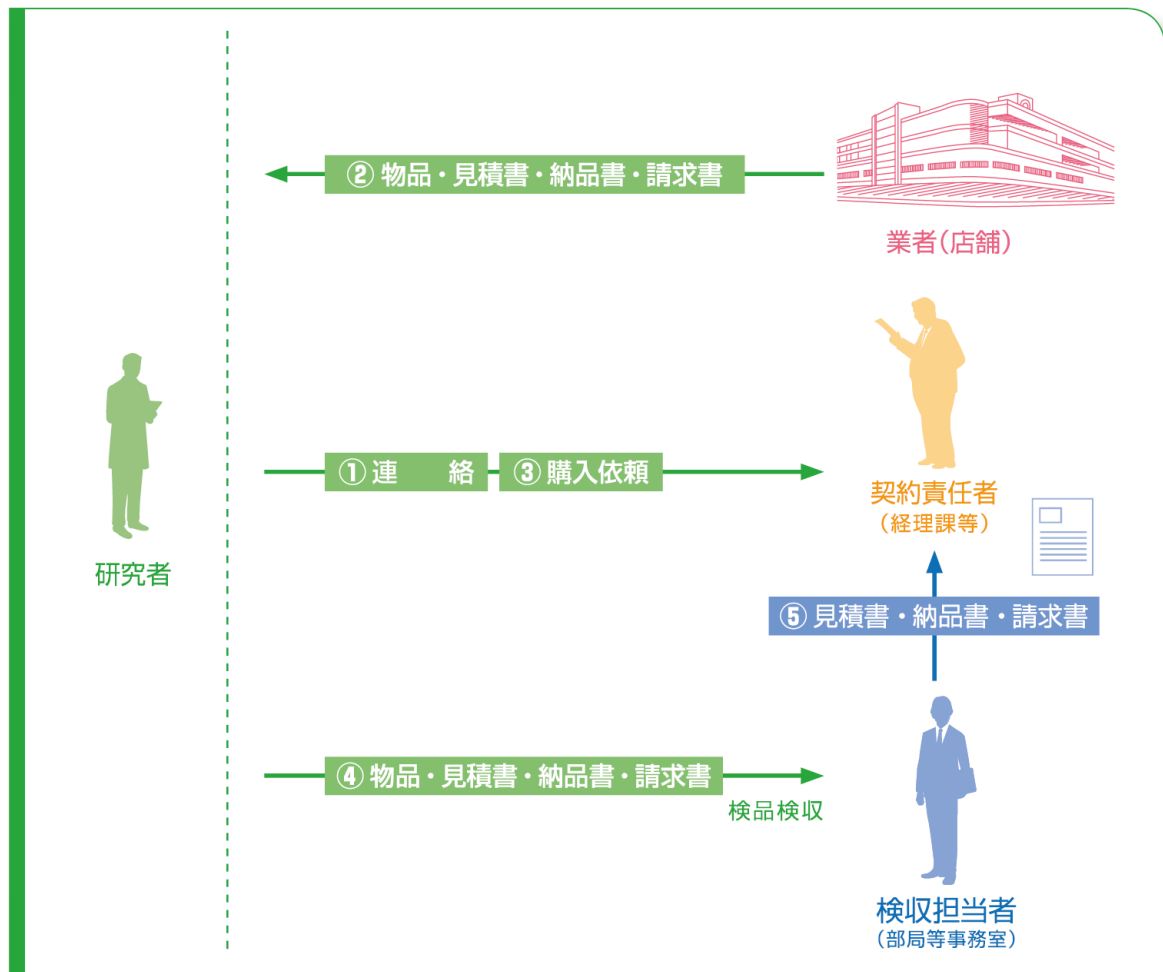 ② 物品・見積書・納品書・請求書
業者(店舗)
① 連　絡
③ 購入依頼
契約責任者
(経理課等)
研究者
⑤ 見積書・納品書・請求書
④ 物品・見積書・納品書・請求書
検品検収
検収担当者
(部局等事務室)